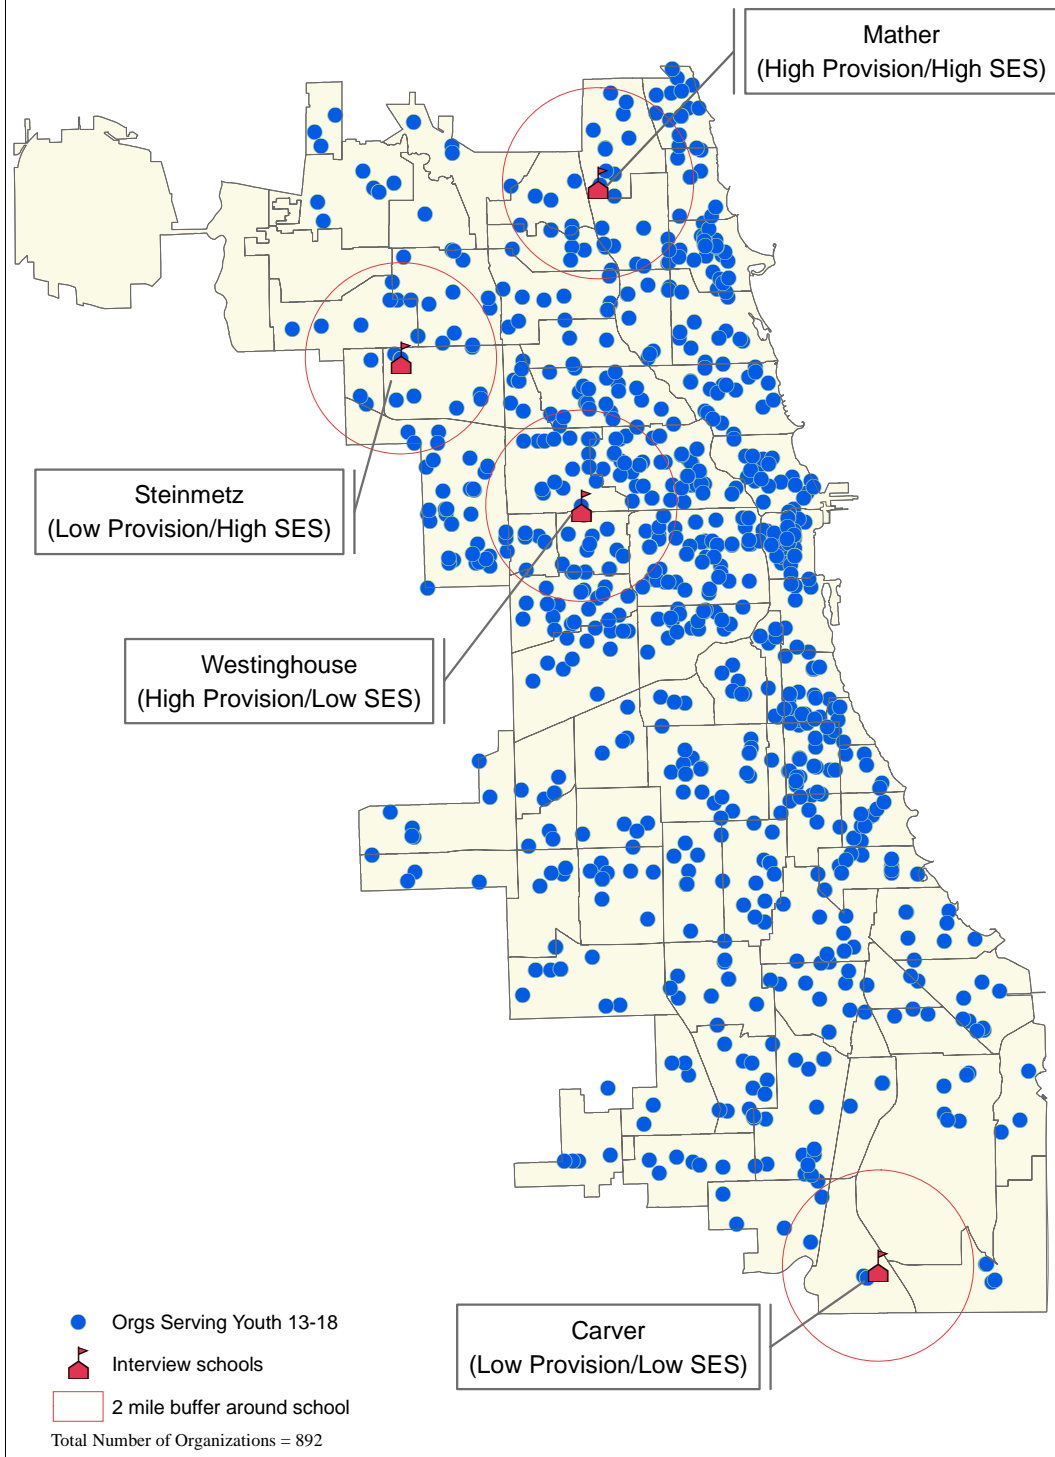 Mather
(High Provision/High SES)
Steinmetz
(Low Provision/High SES)
Westinghouse
(High Provision/Low SES)
Carver
(Low Provision/Low SES)
Orgs Serving Youth 13-18
Interview schools
2 mile buffer around school
Total Number of Organizations = 892